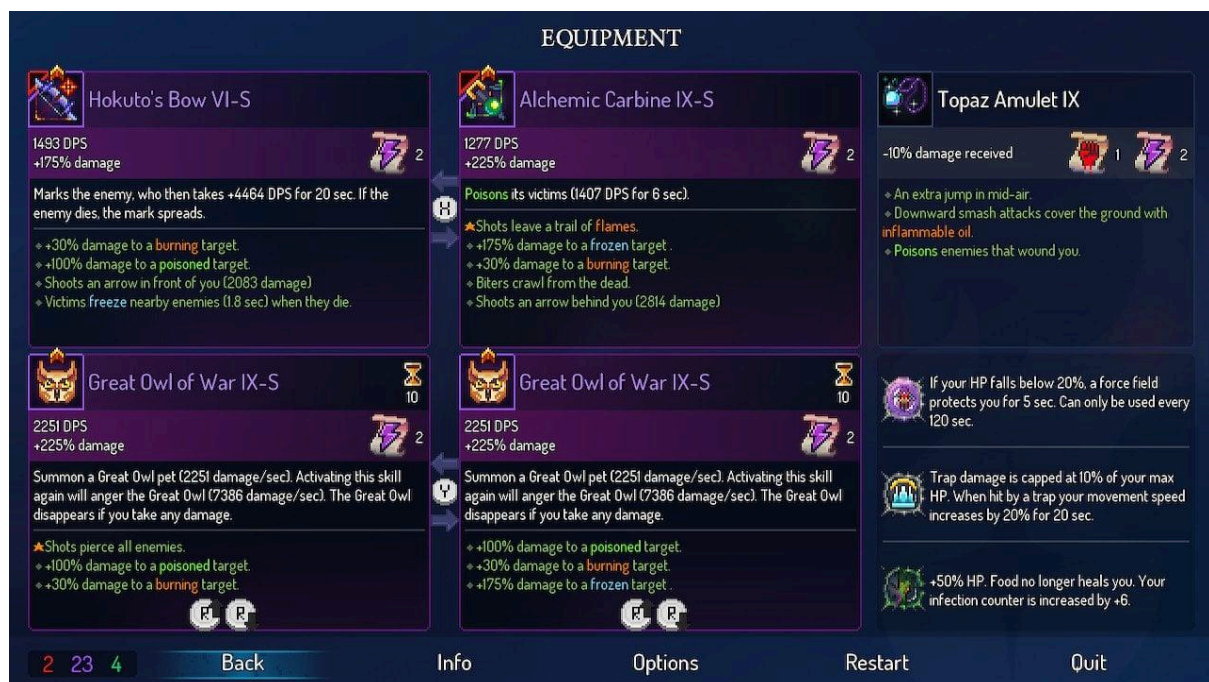 EQUIPMENT
Hokuto's Bow VI-S
1493 DPS
+175% damage
2
Marks the enemy, who then takes +4464 DPS for 20 sec. If the
enemy dies, the mark spreads.
+30% damage to a burning target.
+100% damage to a poisoned target.
Shoots an arrow in front of you (2083 damage)
Victims freeze nearby enemies (1.8 sec) when they die.
X
Alchemic Carbine IX-S
1277 DPS
+225% damage
2
Poisons its victims (1407 DPS for 6 sec).
Shots leave a trail of flames.
+175% damage to a frozen target .
+30% damage to a burning target.
Biters crawl from the dead.
Shoots an arrow behind you (2814 damage)
Topaz Amulet IX
-10% damage received
1
2
An extra jump in mid-air.
Downward smash attacks cover the ground with
inflammable oil.
Poisons enemies that wound you.
Great Owl of War IX-S
10
2251 DPS
+225% damage
2
Summon a Great Owl pet (2251 damage/sec). Activating this skill
again will anger the Great Owl (7386 damage/sec). The Great Owl
disappears if you take any damage.
Shots pierce all enemies.
+100% damage to a poisoned target.
+30% damage to a burning target.
R R
Y
Great Owl of War IX-S
10
2251 DPS
+225% damage
2
Summon a Great Owl pet (2251 damage/sec). Activating this skill
again will anger the Great Owl (7386 damage/sec). The Great Owl
disappears if you take any damage.
+100% damage to a poisoned target.
+30% damage to a burning target.
+175% damage to a frozen target .
R R
If your HP falls below 20%, a force field
protects you for 5 sec. Can only be used every
120 sec.
Trap damage is capped at 10% of your max
HP. When hit by a trap your movement speed
increases by 20% for 20 sec.
+50% HP. Food no longer heals you. Your
infection counter is increased by +6.
2 23 4
Back
Info
Options
Restart
Quit